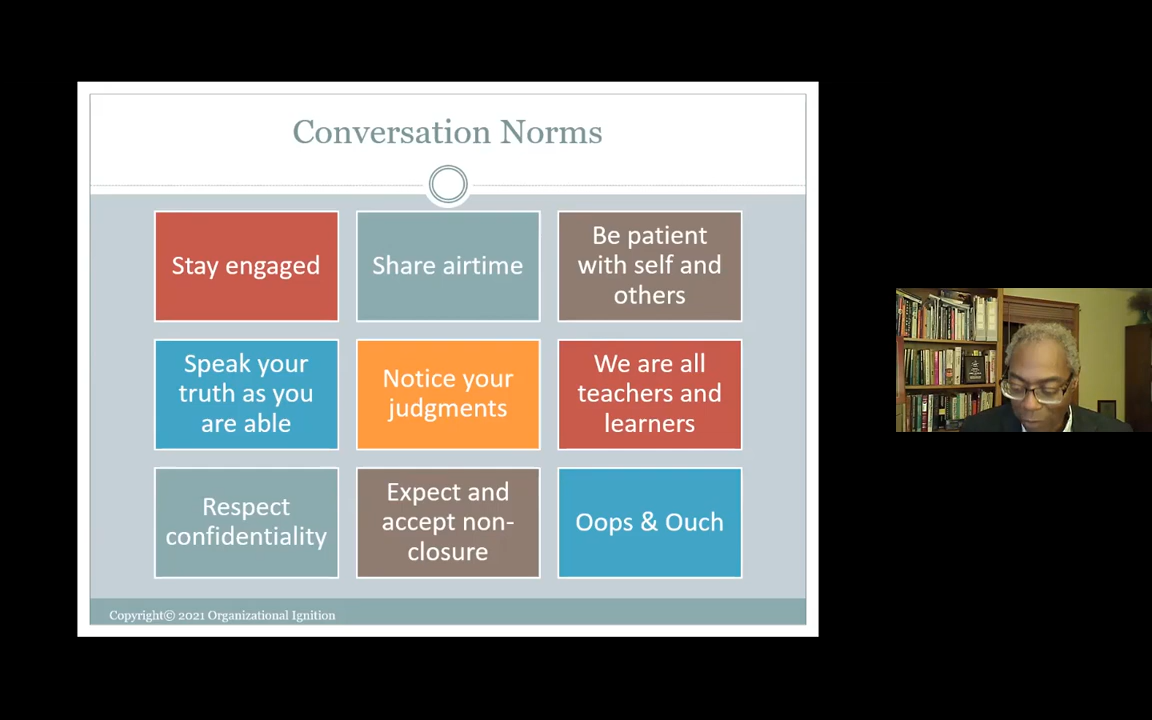 Conversation Norms
Stay engaged
Share airtime
Be patient
with self and
others
Speak your
truth as you
are able
Notice your
judgments
We are all
teachers and
learners
Respect
confidentiality
Expect and
accept non-
closure
Oops & Ouch
Copyright© 2021 Organizational Ignition